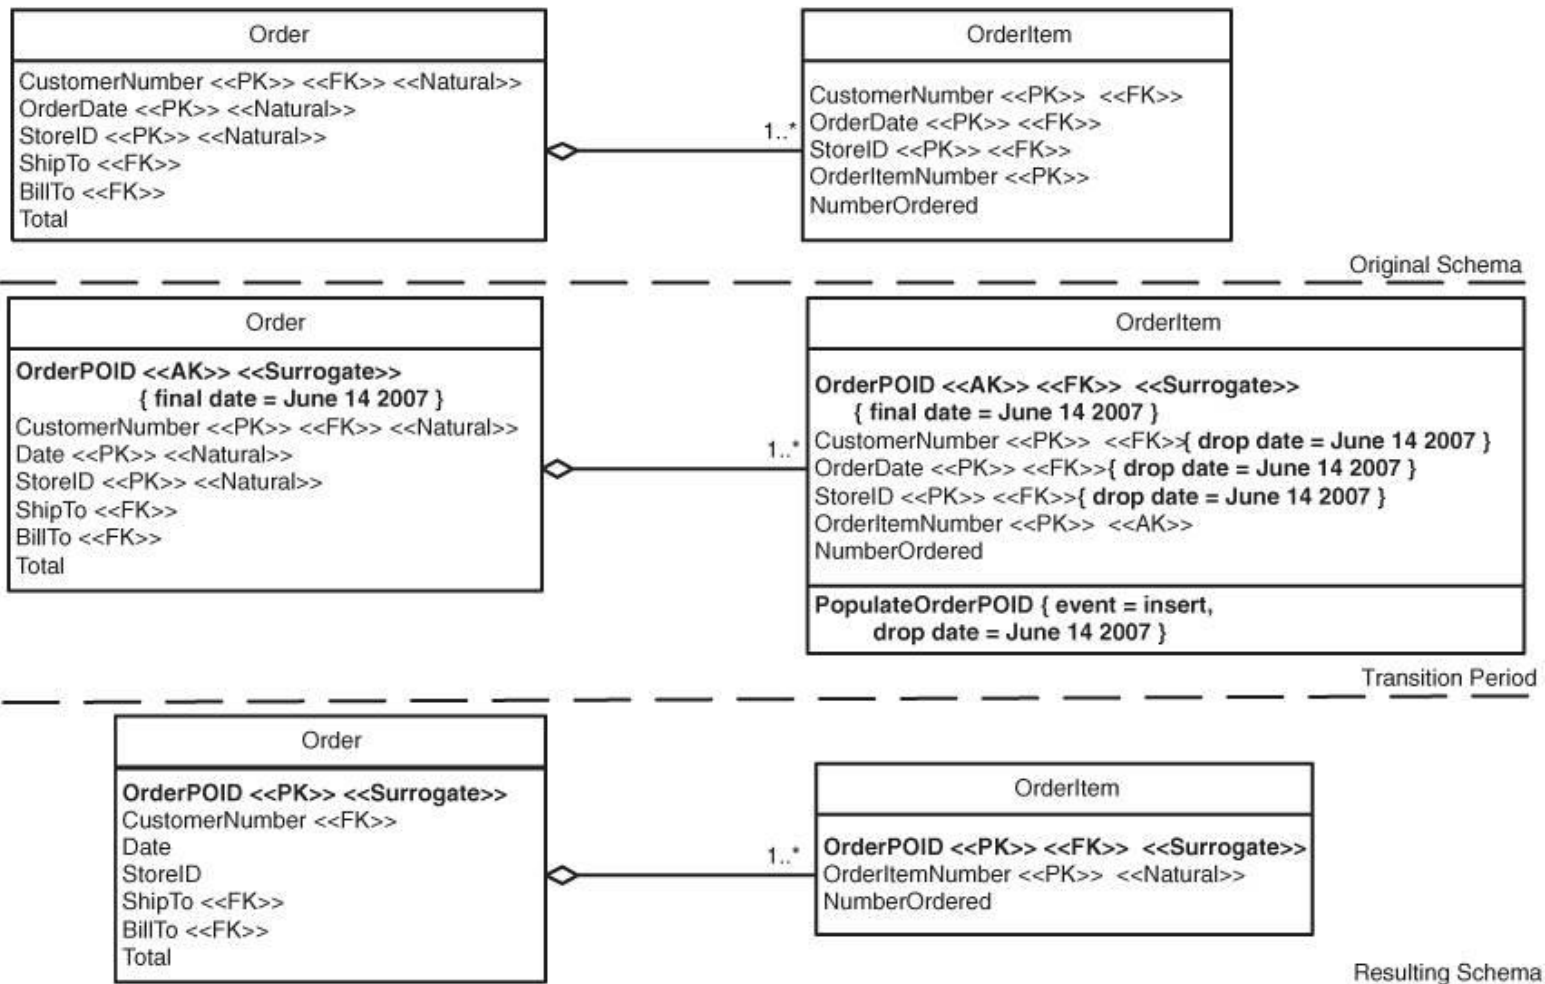 Order
CustomerNumber <<PK>> <<FK>> <<Natural>>
OrderDate <<PK>> <<Natural>>
StoreID <<PK>> <<Natural>>
ShipTo <<FK>>
BillTo <<FK>>
Total
1..*
OrderItem
CustomerNumber <<PK>> <<FK>>
OrderDate <<PK>> <<FK>>
StoreID <<PK>> <<FK>>
OrderItemNumber <<PK>>
NumberOrdered
Original Schema
Order
OrderPOID <<AK>> <<Surrogate>>
{ final date = June 14 2007 }
CustomerNumber <<PK>> <<FK>> <<Natural>>
Date <<PK>> <<Natural>>
StoreID <<PK>> <<Natural>>
ShipTo <<FK>>
BillTo <<FK>>
Total
1..*
OrderItem
OrderPOID <<AK>> <<FK>> <<Surrogate>>
{ final date = June 14 2007 }
CustomerNumber <<PK>> <<FK>>{ drop date = June 14 2007 }
OrderDate <<PK>> <<FK>>{ drop date = June 14 2007 }
StoreID <<PK>> <<FK>>{ drop date = June 14 2007 }
OrderItemNumber <<PK>> <<AK>>
NumberOrdered
PopulateOrderPOID { event = insert,
drop date = June 14 2007 }
Transition Period
Order
OrderPOID <<PK>> <<Surrogate>>
CustomerNumber <<FK>>
Date
StoreID
ShipTo <<FK>>
BillTo <<FK>>
Total
1..*
OrderItem
OrderPOID <<PK>> <<FK>> <<Surrogate>>
OrderItemNumber <<PK>> <<Natural>>
NumberOrdered
Resulting Schema